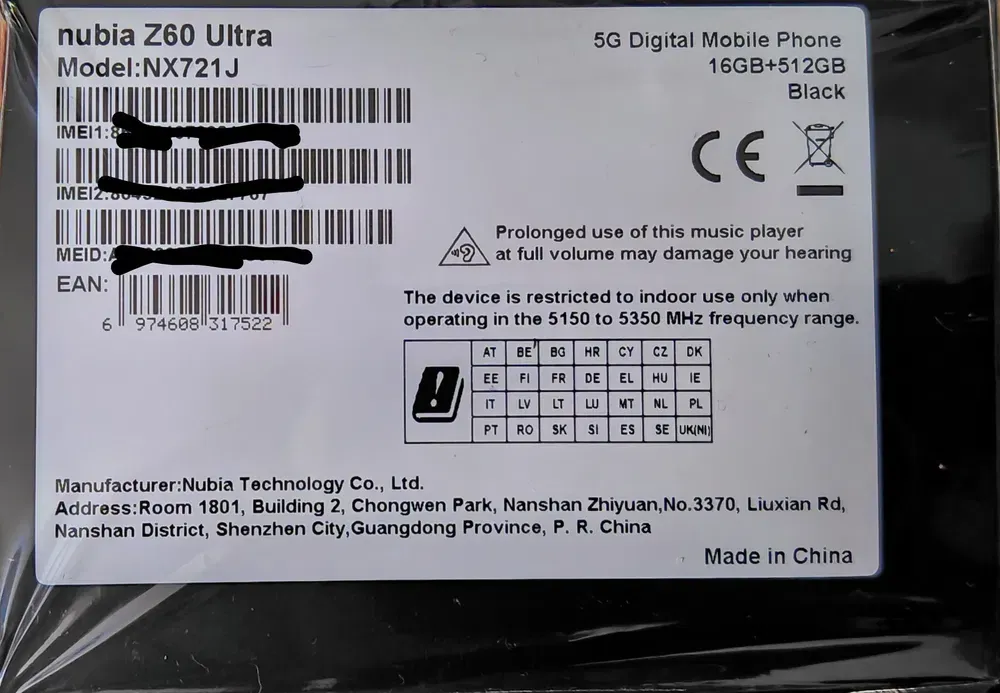 nubia Z60 Ultra
Model:NX721J
5G Digital Mobile Phone
16GB+512GB
Black
IMEI1:8
IMEI2:
MEID:A
EAN:
6 974608 317522
CE
Prolonged use of this music player
at full volume may damage your hearing
The device is restricted to indoor use only when
operating in the 5150 to 5350 MHz frequency range.
AT BE BG HR CY CZ DK
EE FI FR DE EL HU IE
IT LV LT LU MT NL PL
PT RO SK SI ES SE UK(NI)
Manufacturer:Nubia Technology Co., Ltd.
Address:Room 1801, Building 2, Chongwen Park, Nanshan Zhiyuan,No.3370, Liuxian Rd,
Nanshan District, Shenzhen City,Guangdong Province, P. R. China
Made in China